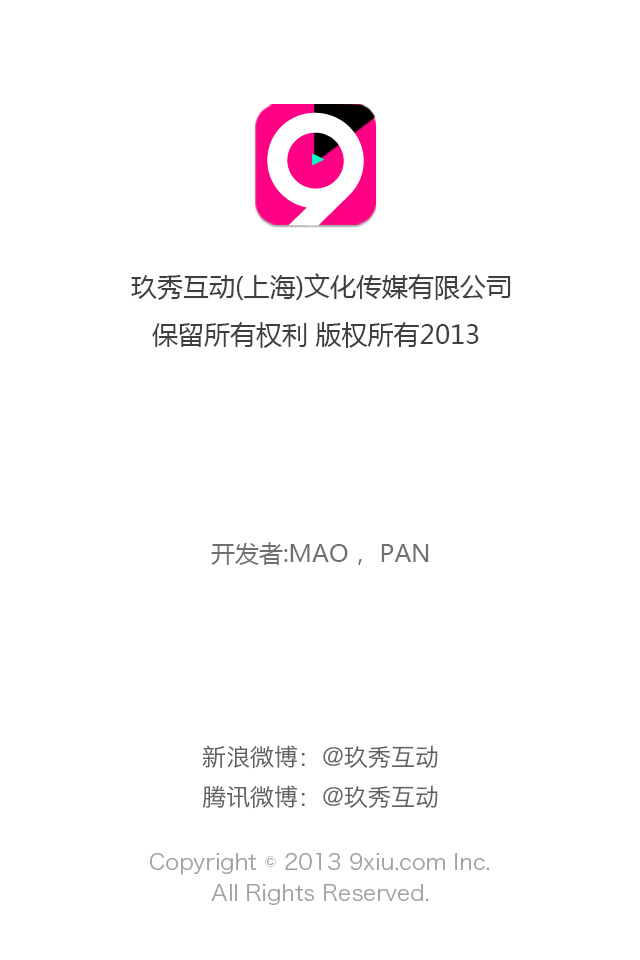 9
玖秀互动(上海)文化传媒有限公司
保留所有权利 版权所有2013
开发者:MAO ,  PAN
新浪微博：@玖秀互动
腾讯微博：@玖秀互动
Copyright © 2013 9xiu.com Inc.
All Rights Reserved.